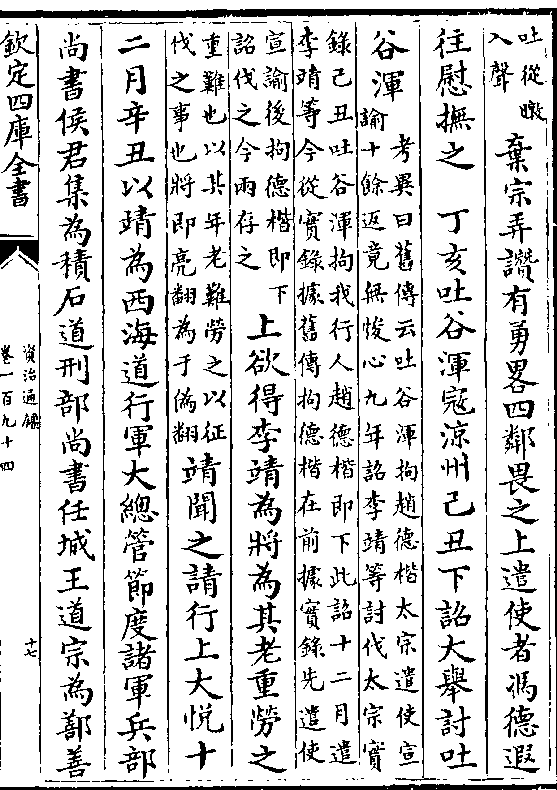 吐從暾
入聲
棄宗弄讚有勇畧四鄰畏之上遣使者馮德遐
往慰撫之 丁亥吐谷渾寇涼州己丑下詔大舉討吐
谷渾
考異曰舊傳云吐谷渾拘趙德楷太宗遣使宣
諭十餘返竟無悛心九年詔李靖等討伐太宗實
錄己丑吐谷渾拘我行人趙德楷即下此詔十二月遣
李靖等今從實錄據舊傳拘德楷在前據實錄先遣使
宣諭後拘德楷即下
詔伐之今兩存之
上欲得李靖為將為其老重勞之
重難也以其年老難勞之以征
伐之事也將即亮翻為于偽翻
靖聞之請行上大悅十
二月辛丑以靖為西海道行軍大總管節度諸軍兵部
尚書侯君集為積石道刑部尚書任城王道宗為鄯善
欽定四庫全書
資治通鑑
卷一百九十四
十七